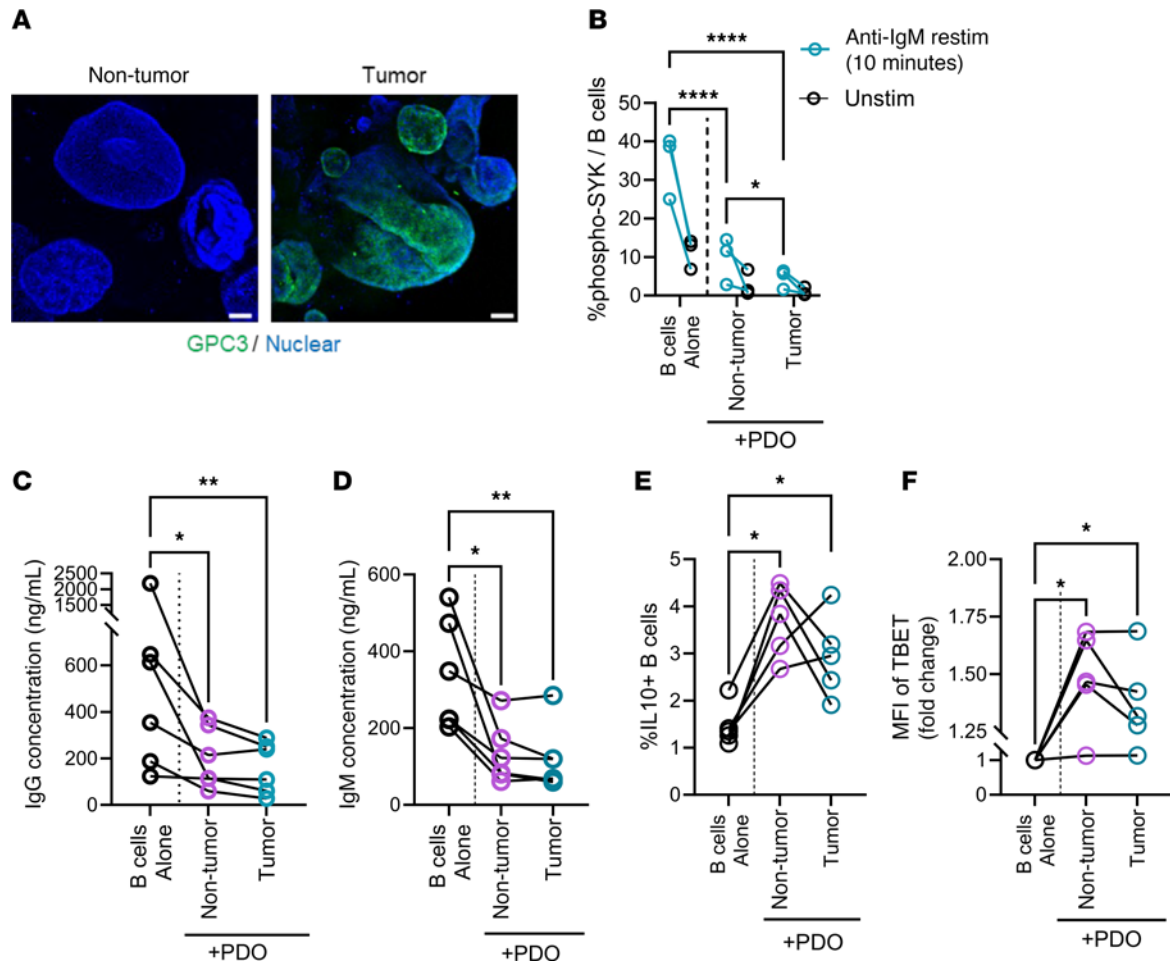 A
Non-tumor
Tumor
GPC3 / Nuclear
B
****
****
*
Anti-IgM restim
(10 minutes)
Unstim
%phospho-SYK / B cells
50
40
30
20
10
0
B cells
Alone
Non-tumor
Tumor
+PDO
C
**
*
IgG concentration (ng/mL)
2500
2000
1500
600
400
200
0
B cells
Alone
Non-tumor
Tumor
+PDO
D
**
*
IgM concentration (ng/mL)
600
400
200
0
B cells
Alone
Non-tumor
Tumor
+PDO
E
*
*
%IL10+ B cells
5
4
3
2
1
0
B cells
Alone
Non-tumor
Tumor
+PDO
F
*
*
MFI of TBET
(fold change)
2.00
1.75
1.50
1.25
1
0
B cells
Alone
Non-tumor
Tumor
+PDO